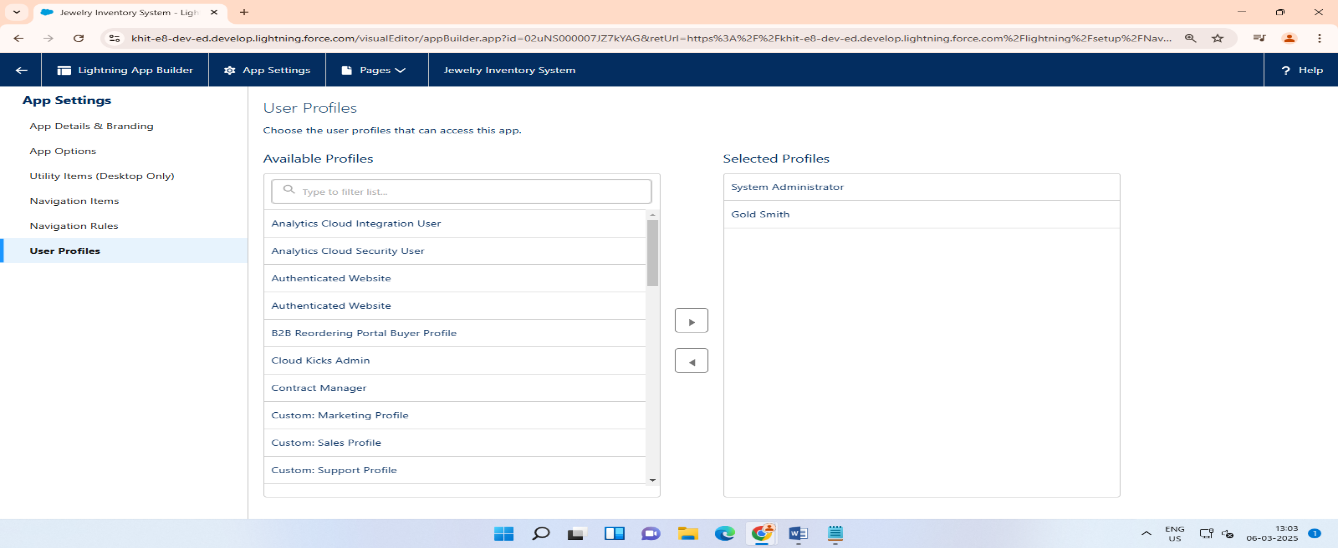 Jewelry Inventory System - Ligh
khit-e8-dev-ed.develop.lightning.force.com/visualEditor/appBuilder.app?id=02uNS000007JZ7kYAG&retUrl=https%3A%2F%2Fkhit-e8-dev-ed.develop.lightning.force.com%2Flightning%2Fsetup%2FNav...
Lightning App Builder App Settings Pages Jewelry Inventory System ? Help
App Settings
App Details & Branding
App Options
Utility Items (Desktop Only)
Navigation Items
Navigation Rules
User Profiles
User Profiles
Choose the user profiles that can access this app.
Available Profiles
Type to filter list...
Analytics Cloud Integration User
Analytics Cloud Security User
Authenticated Website
Authenticated Website
B2B Reordering Portal Buyer Profile
Cloud Kicks Admin
Contract Manager
Custom: Marketing Profile
Custom: Sales Profile
Custom: Support Profile
Selected Profiles
System Administrator
Gold Smith
ENG
US
13:03
06-03-2025
1